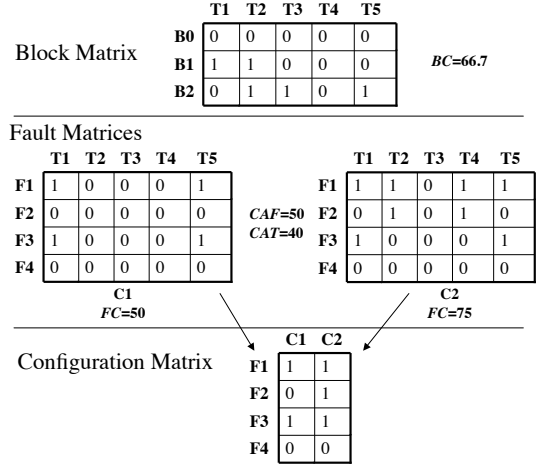 T1 T2 T3 T4 T5
B0 0 0 0 0 0
Block Matrix B1 1 1 0 0 0 BC=66.7
B2 0 1 1 0 1
Fault Matrices
T1 T2 T3 T4 T5 T1 T2 T3 T4 T5
F1 1 0 0 0 1 F1 1 1 0 1 1
F2 0 0 0 0 0 CAF=50 F2 0 1 0 1 0
CAT=40
F3 1 0 0 0 1 F3 1 0 0 0 1
F4 0 0 0 0 0 F4 0 0 0 0 0
C1 C2
FC=50 FC=75
C1 C2
Configuration Matrix F1 1 1
F2 0 1
F3 1 1
F4 0 0